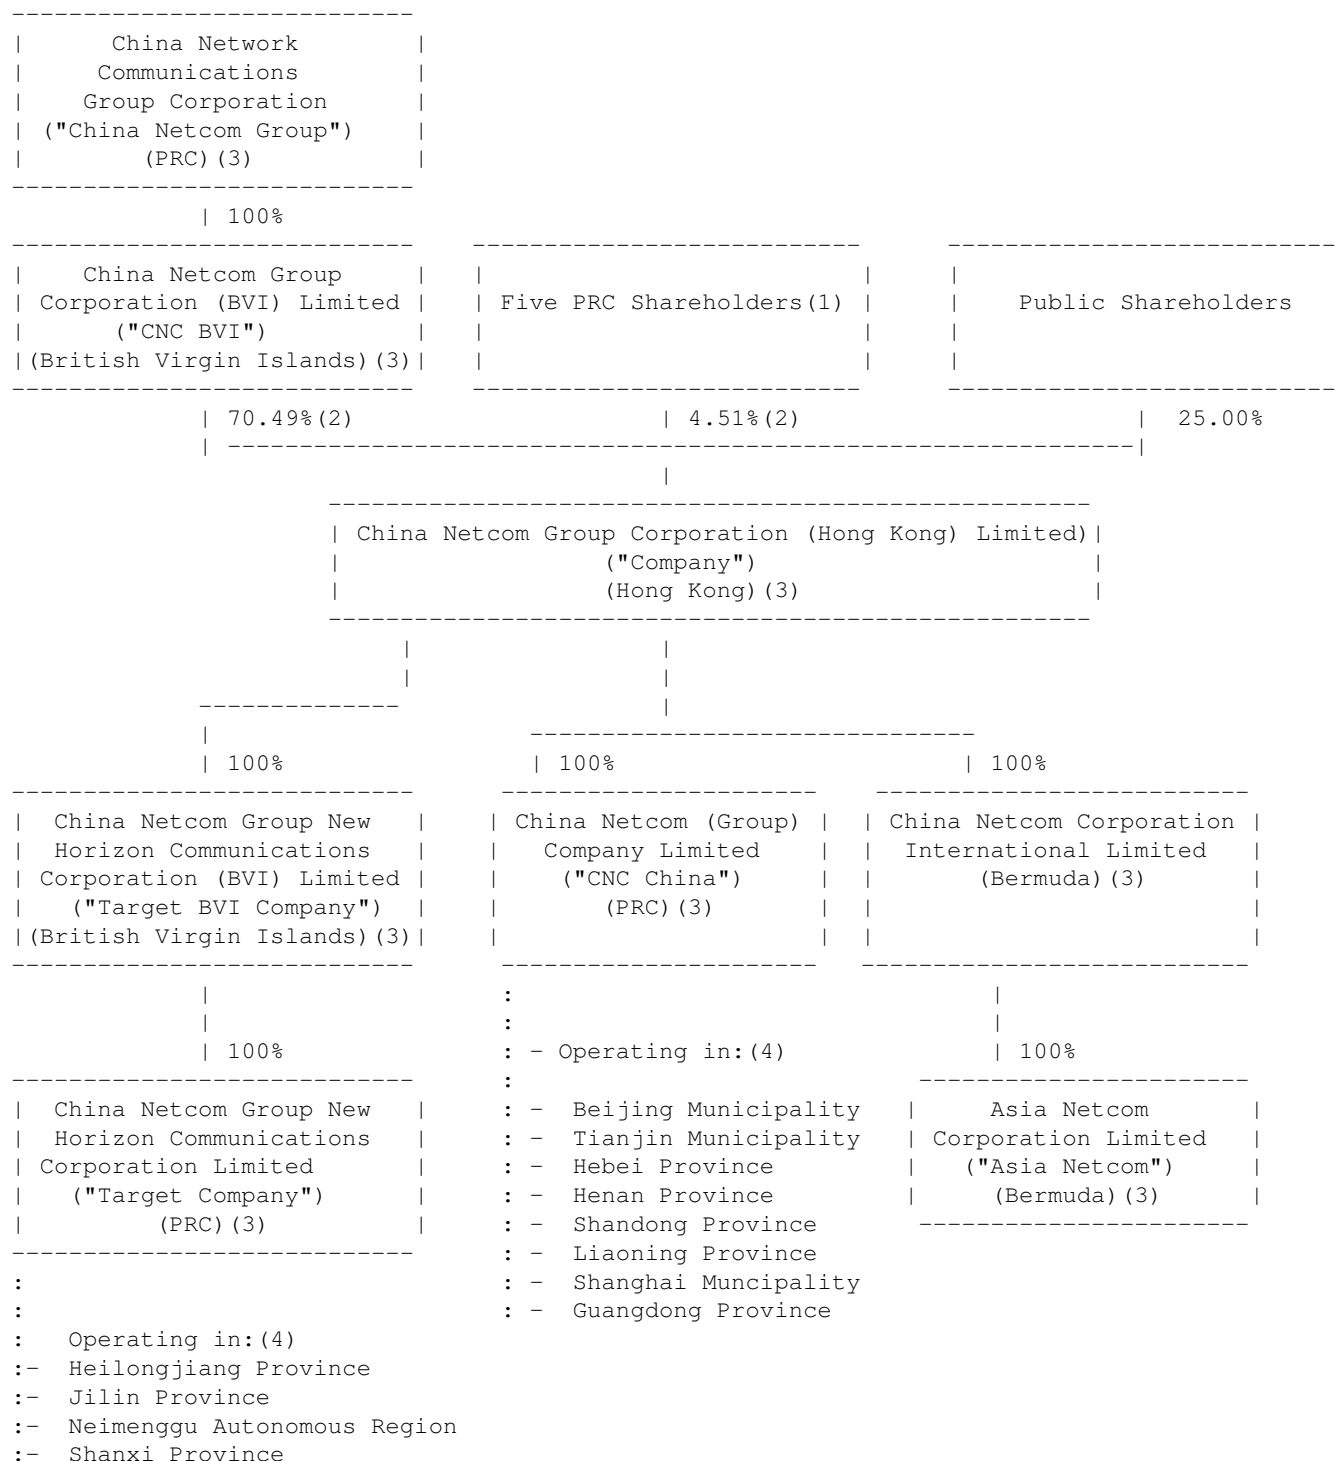 ----------------------------
|      China Network        |
|     Communications        |
|    Group Corporation      |
| ("China Netcom Group")    |
|        (PRC)(3)           |
----------------------------
             | 100%
----------------------------    ---------------------------      ---------------------------
|    China Netcom Group     |   |                          |     |
| Corporation (BVI) Limited |   | Five PRC Shareholders(1) |     |    Public Shareholders
|      ("CNC BVI")          |   |                          |     |
|(British Virgin Islands)(3)|   |                          |     |
----------------------------    ---------------------------      ---------------------------
             | 70.49%(2)                     | 4.51%(2)                        |  25.00%
             | ---------------------------------------------------------------|
                                             |
                      -----------------------------------------------------
                      | China Netcom Group Corporation (Hong Kong) Limited)|
                      |                  ("Company")                       |
                      |                  (Hong Kong)(3)                    |
                      -----------------------------------------------------
                           |                 |
                           |                 |
             --------------                  |
             |                      -------------------------------
             | 100%                 | 100%                        | 100%
----------------------------      ----------------------    --------------------------
|  China Netcom Group New   |    | China Netcom (Group) |  | China Netcom Corporation |
|  Horizon Communications   |    |   Company Limited    |  |  International Limited   |
| Corporation (BVI) Limited |    |    ("CNC China")     |  |       (Bermuda)(3)       |
|   ("Target BVI Company")  |    |       (PRC)(3)       |  |                          |
|(British Virgin Islands)(3)|    |                      |  |                          |
----------------------------      ----------------------   ---------------------------
             |                    :                                 |
             |                    :                                 |
             | 100%               : - Operating in:(4)              | 100%
----------------------------      :                            -----------------------
|  China Netcom Group New   |     : -  Beijing Municipality   |     Asia Netcom       |
|  Horizon Communications   |     : -  Tianjin Municipality   | Corporation Limited   |
| Corporation Limited       |     : -  Hebei Province         |   ("Asia Netcom")     |
|   ("Target Company")      |     : -  Henan Province         |     (Bermuda)(3)      |
|         (PRC)(3)          |     : -  Shandong Province       -----------------------
----------------------------      : -  Liaoning Province
:                                 : -  Shanghai Muncipality
:                                 : -  Guangdong Province
:   Operating in:(4)
:-  Heilongjiang Province
:-  Jilin Province
:-  Neimenggu Autonomous Region
:-  Shanxi Province